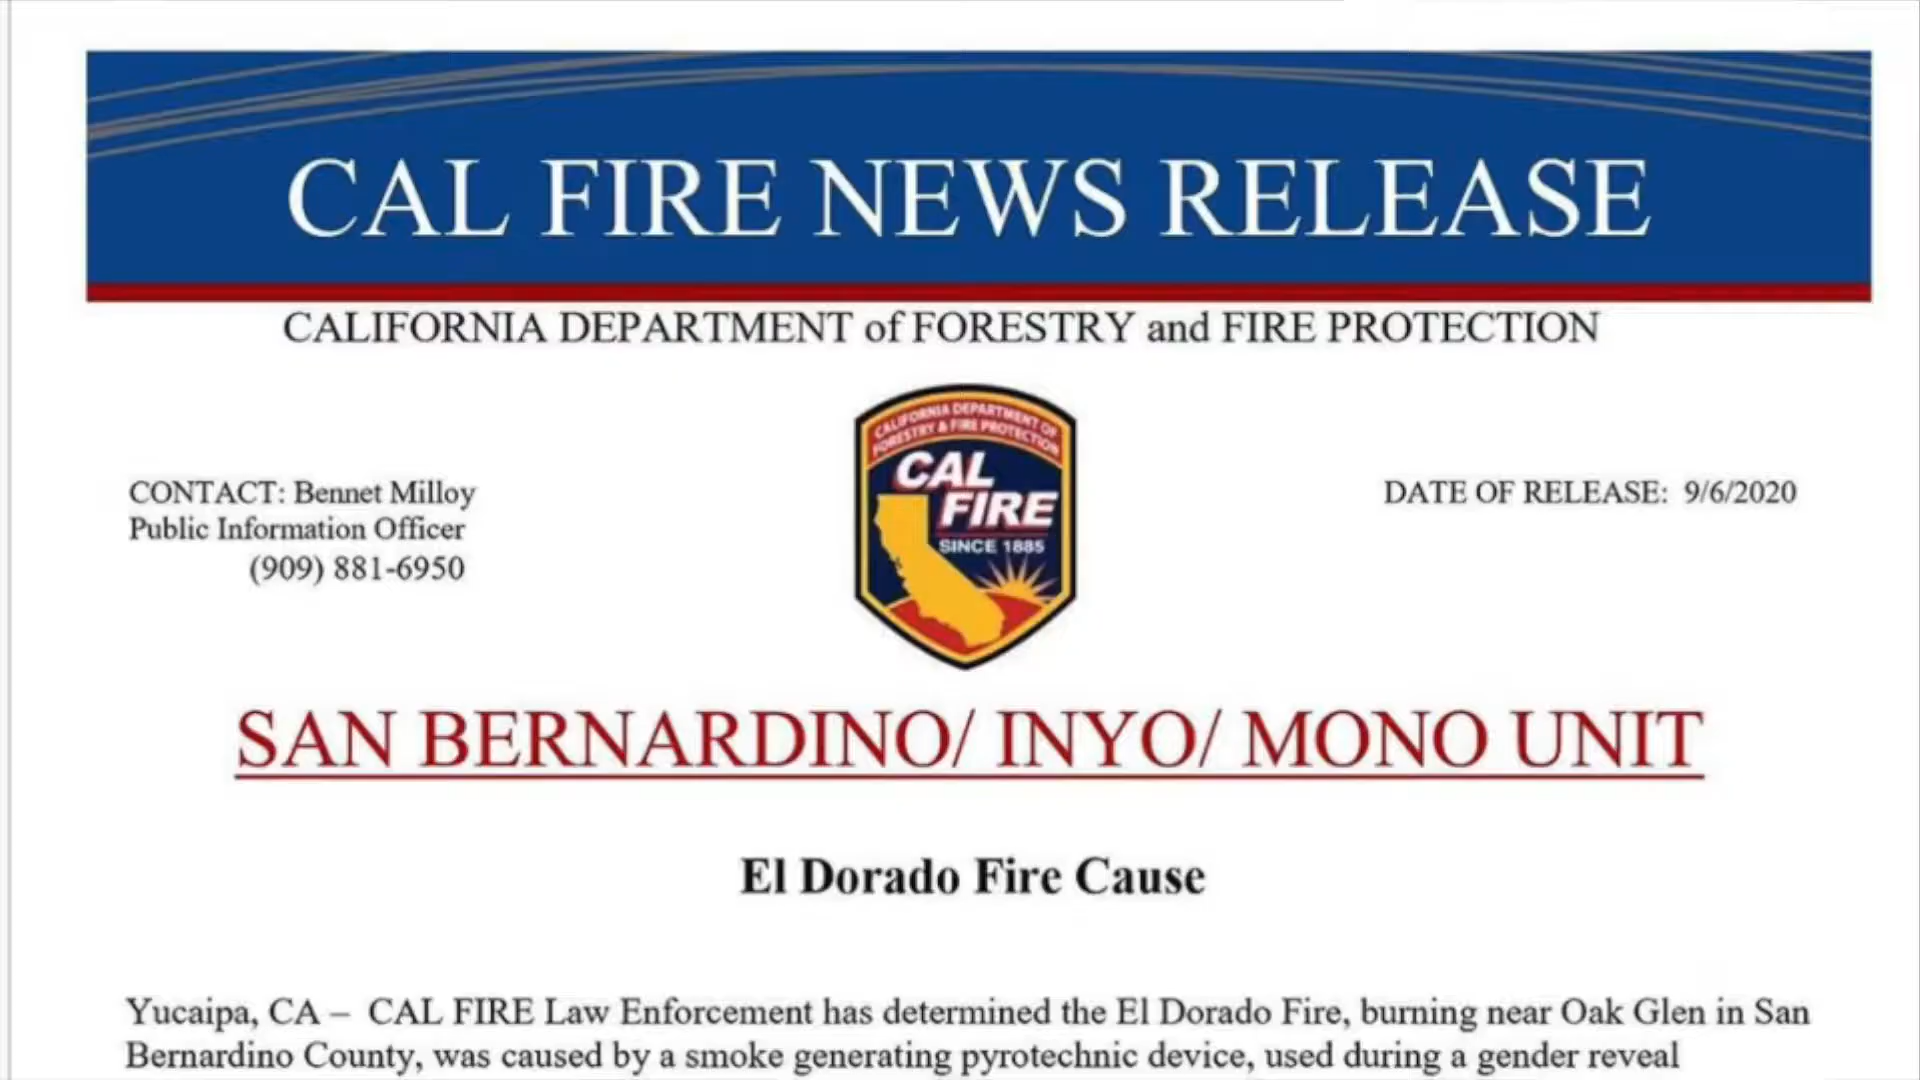 CAL FIRE NEWS RELEASE
CALIFORNIA DEPARTMENT of FORESTRY and FIRE PROTECTION
CALIFORNIA DEPARTMENT OF
FORESTRY & FIRE PROTECTION
CAL
FIRE
SINCE 1885
CONTACT: Bennet Milloy
Public Information Officer
(909) 881-6950
DATE OF RELEASE: 9/6/2020
SAN BERNARDINO/ INYO/ MONO UNIT
El Dorado Fire Cause
Yucaipa, CA – CAL FIRE Law Enforcement has determined the El Dorado Fire, burning near Oak Glen in San
Bernardino County, was caused by a smoke generating pyrotechnic device, used during a gender reveal